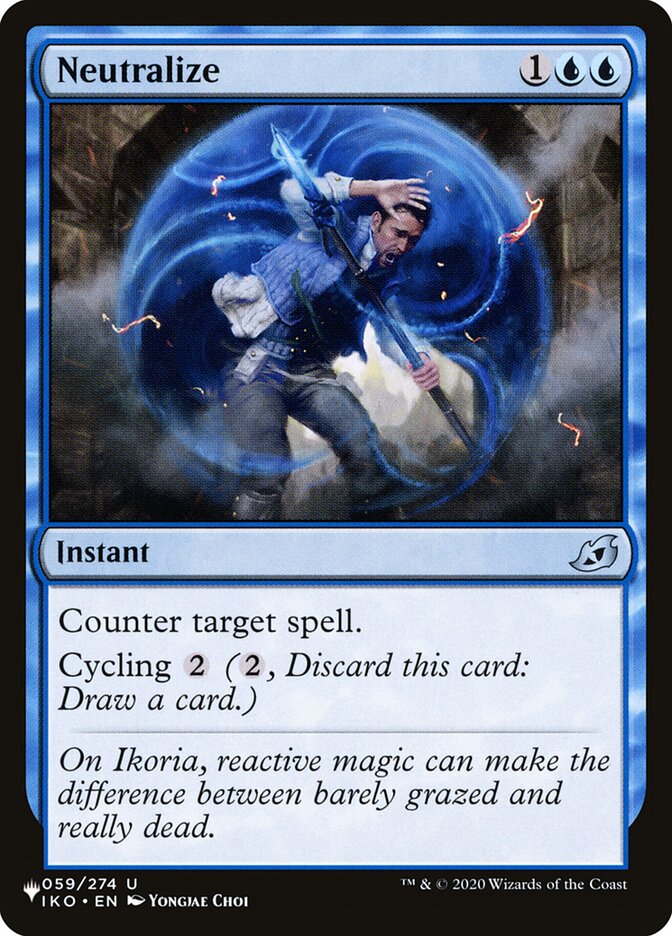 Neutralize 1
Instant
Counter target spell.
Cycling 2 (2, Discard this card:
Draw a card.)
On Ikoria, reactive magic can make the
difference between barely grazed and
really dead.
059/274 U
IKO • EN Yongjae Choi
™ & © 2020 Wizards of the Coast